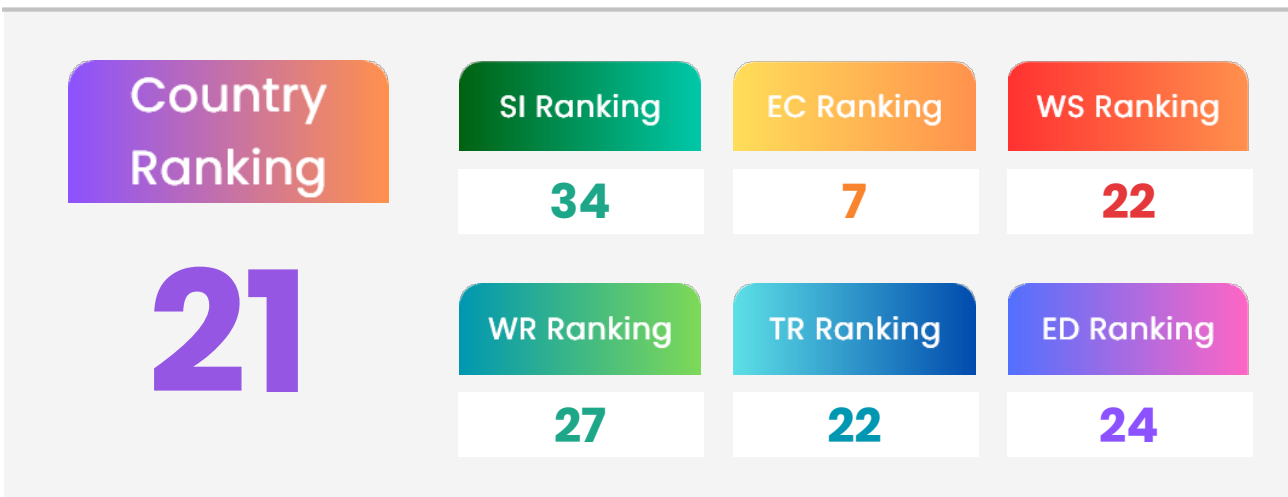 Country
Ranking
21
SI Ranking
34
EC Ranking
7
WS Ranking
22
WR Ranking
27
TR Ranking
22
ED Ranking
24